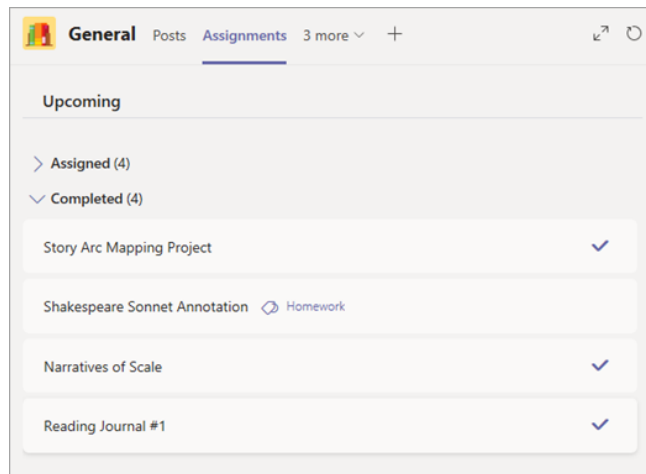 General Posts Assignments 3 more
Upcoming
Assigned (4)
Completed (4)
Story Arc Mapping Project
Shakespeare Sonnet Annotation Homework
Narratives of Scale
Reading Journal #1